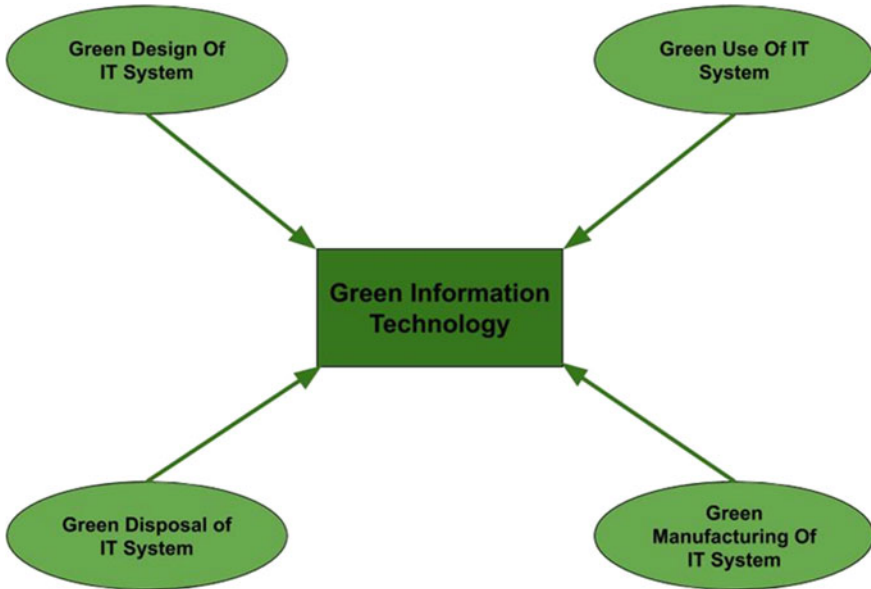 Green Design Of
IT System
Green Use Of IT
System
Green Information
Technology
Green Disposal of
IT System
Green
Manufacturing Of
IT System